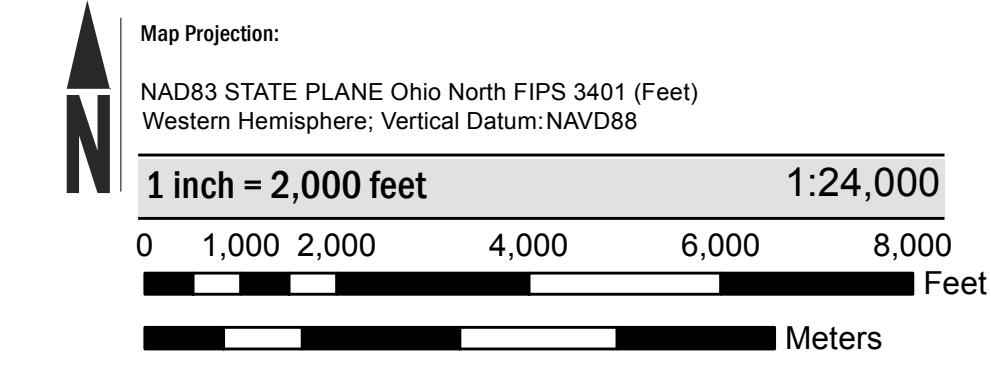 Map Projection:
NAD83 STATE PLANE Ohio North FIPS 3401 (Feet)
Western Hemisphere; Vertical Datum:NAVD88
N
1 inch = 2,000 feet 1:24,000
0 1,000 2,000 4,000 6,000 8,000
Feet
Meters